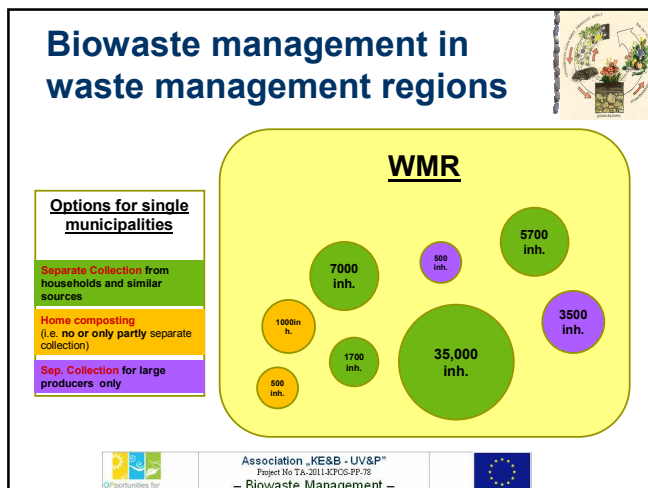 Biowaste management in
waste management regions
WMR
Options for single
municipalities
Separate Collection from
households and similar
sources
Home composting
(i.e. no or only partly separate
collection)
Sep. Collection for large
producers only
7000
inh.
500
inh.
5700
inh.
1000in
h.
1700
inh.
35,000
inh.
3500
inh.
500
inh.
OPportunities for
Association „KE&B - UV&P"
Project No TA-2011-KPOS-PP-78
– Biowaste Management –